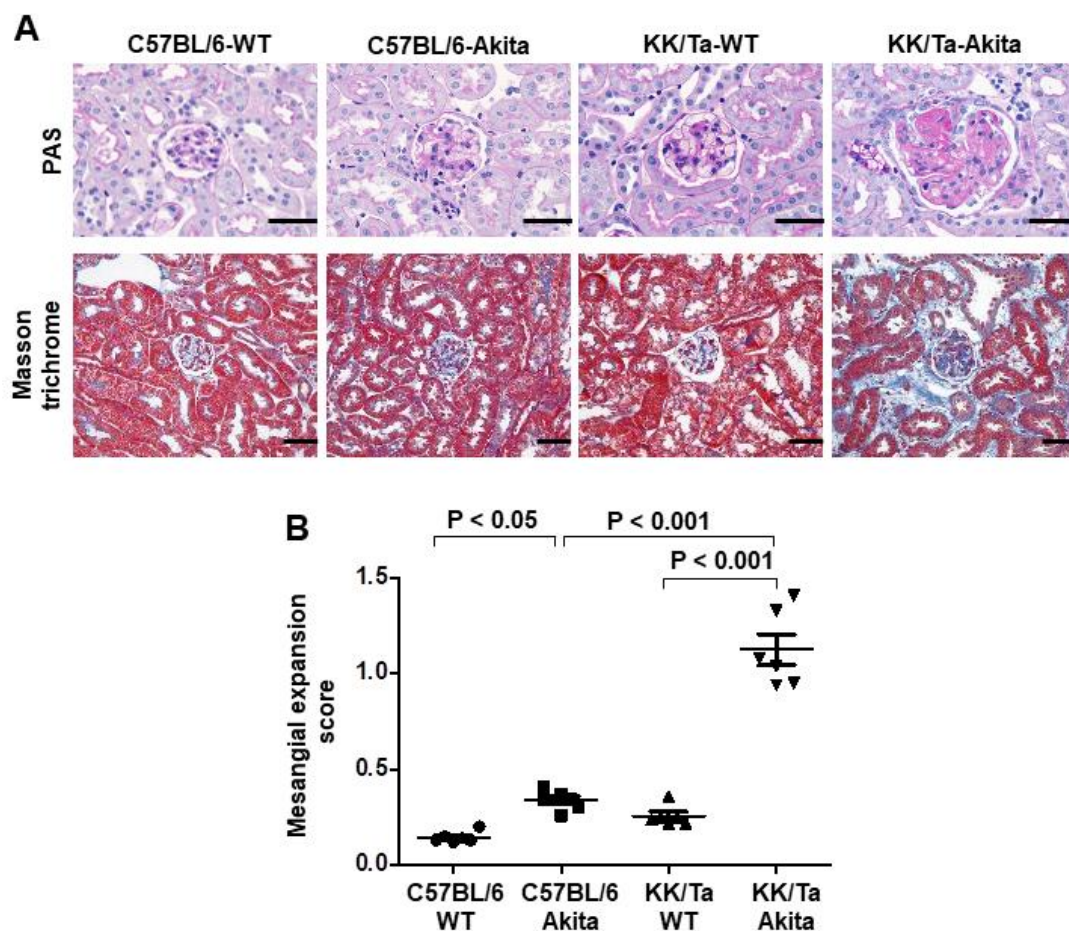 A
C57BL/6-WT
C57BL/6-Akita
KK/Ta-WT
KK/Ta-Akita
PAS
Masson
trichrome
B
P < 0.05
P < 0.001
P < 0.001
Mesangial expansion
score
1.5
1.0
0.5
0.0
C57BL/6 C57BL/6 KK/Ta KK/Ta
WT Akita WT Akita